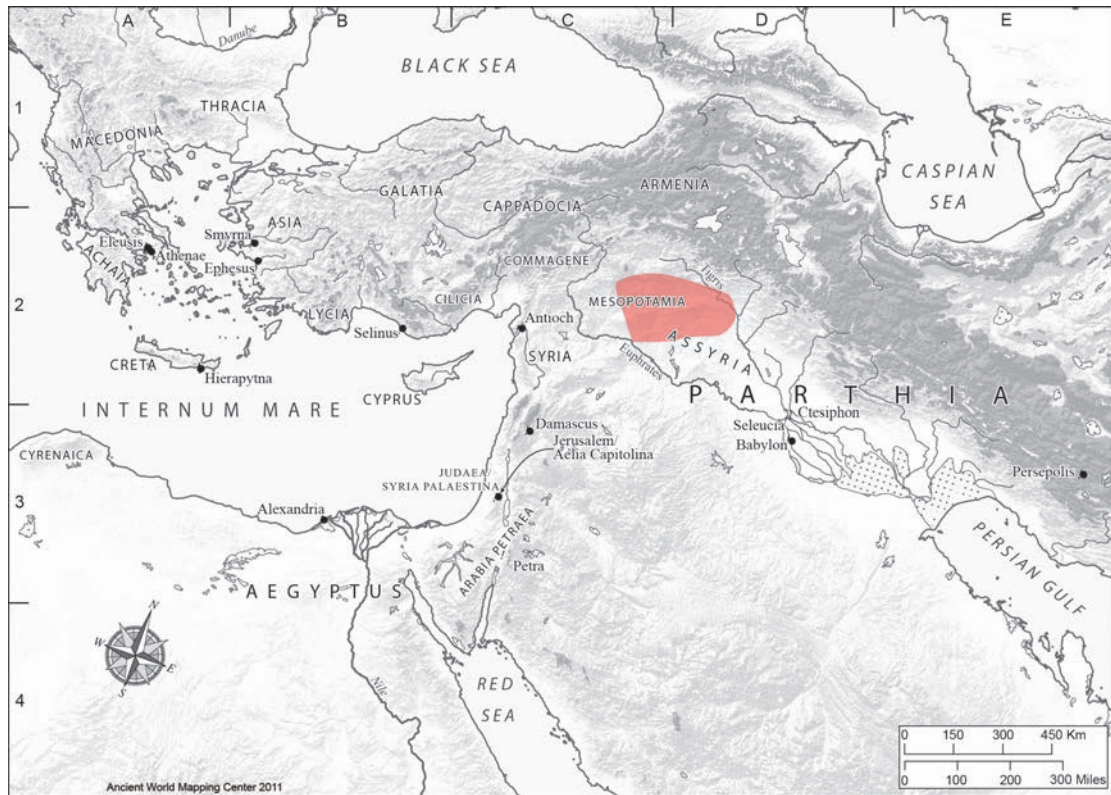 A
B
C
D
E
1
2
3
4
Danube
BLACK SEA
THRACIA
MACEDONIA
CASPIAN
SEA
GALATIA
ARMENIA
CAPPADOCIA
ASIA
Smyrna
Eleusis
Athenae
ACHAIA
Ephesus
COMMAGENE
Tigris
MESOPOTAMIA
CILICIA
LYCIA
Selinus
Antioch
ASSYRIA
SYRIA
Euphrates
CRETA
Hierapytna
CYPRUS
PARTHIA
INTERNUM MARE
Ctesiphon
Seleucia
Babylon
Damascus
Jerusalem/
Aelia Capitolina
CYRENAICA
JUDAEA/
SYRIA PALAESTINA
Persepolis
Alexandria
ARABIA PETRAEA
Petra
PERSIAN GULF
AEGYPTUS
N
W
E
S
Nile
RED
SEA
0 150 300 450 Km
0 100 200 300 Miles
Ancient World Mapping Center 2011